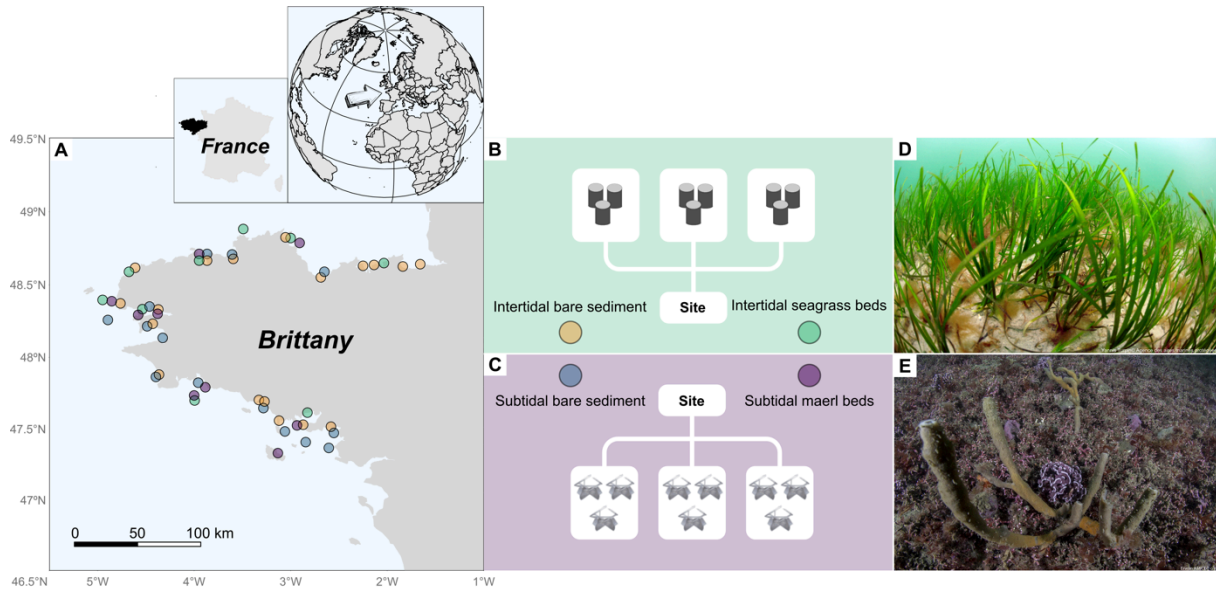 France
49.5°N
49°N
48.5°N
48°N
47.5°N
47°N
46.5°N
5°W
4°W
3°W
2°W
1°W
A
Brittany
0 50 100 km
B
Intertidal bare sediment
Site
Intertidal seagrass beds
C
Subtidal bare sediment
Site
Subtidal maerl beds
D
E